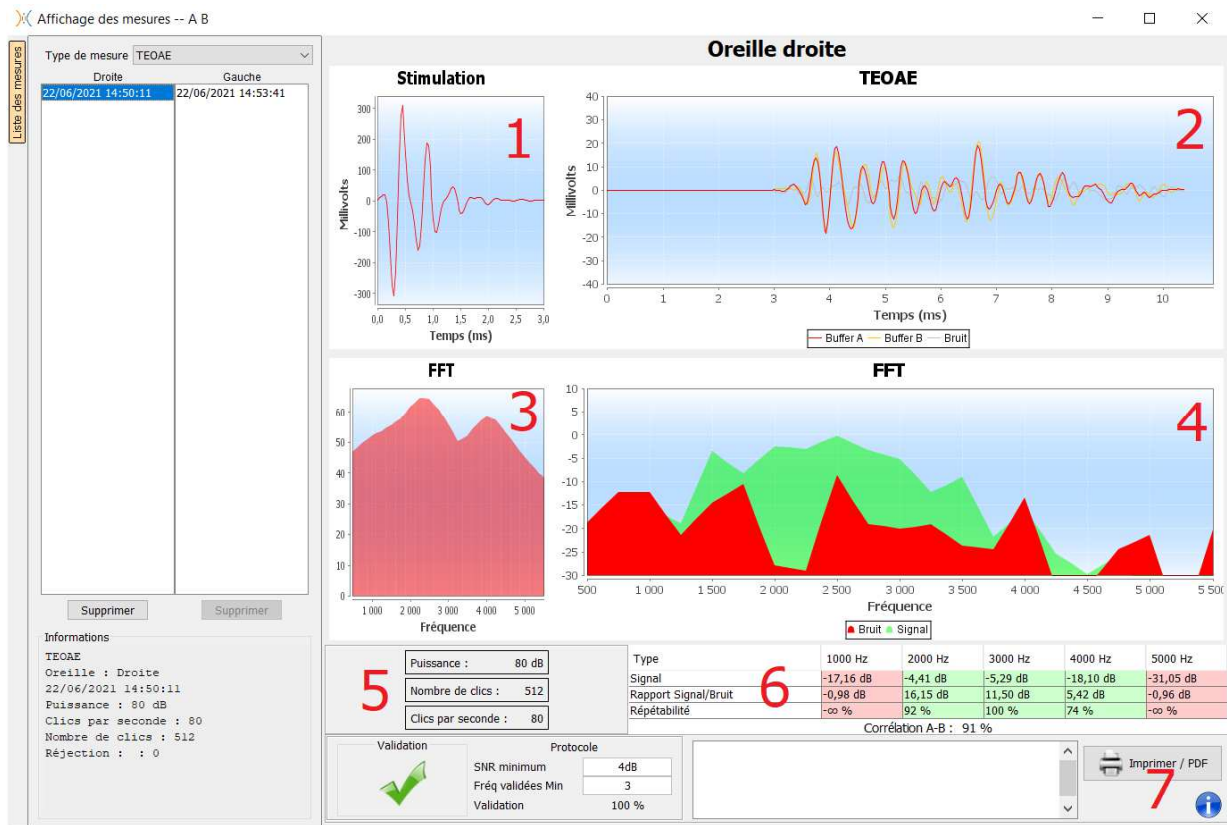 Affichage des mesures -- A B
Liste des mesures
Type de mesure TEOAE
Droite Gauche
22/06/2021 14:50:11 22/06/2021 14:53:41
Supprimer Supprimer
Informations
TEOAE
Oreille : Droite
22/06/2021 14:50:11
Puissance : 80 dB
Clics par seconde : 80
Nombre de clics : 512
Réjection : : 0
Oreille droite
Stimulation
1
Millivolts
300
200
100
0
-100
-200
-300
0,0 0,5 1,0 1,5 2,0 2,5 3,0
Temps (ms)
TEOAE
2
Millivolts
40
30
20
10
0
-10
-20
-30
-40
0 1 2 3 4 5 6 7 8 9 10
Temps (ms)
Buffer A Buffer B Bruit
FFT
3
60
50
40
30
20
10
0
1 000 2 000 3 000 4 000 5 000
Fréquence
FFT
4
10
5
0
-5
-10
-15
-20
-25
-30
500 1 000 1 500 2 000 2 500 3 000 3 500 4 000 4 500 5 000 5 500
Fréquence
Bruit Signal
5
Puissance : 80 dB
Nombre de clics : 512
Clics par seconde : 80
6
Type 1000 Hz 2000 Hz 3000 Hz 4000 Hz 5000 Hz
Signal -17,16 dB -4,41 dB -5,29 dB -18,10 dB -31,05 dB
Rapport Signal/Bruit -0,98 dB 16,15 dB 11,50 dB 5,42 dB -0,96 dB
Répétabilité -∞ % 92 % 100 % 74 % -∞ %
Corrélation A-B : 91 %
Validation
Protocole
SNR minimum 4dB
Fréq validées Min 3
Validation 100 %
Imprimer / PDF
7
i